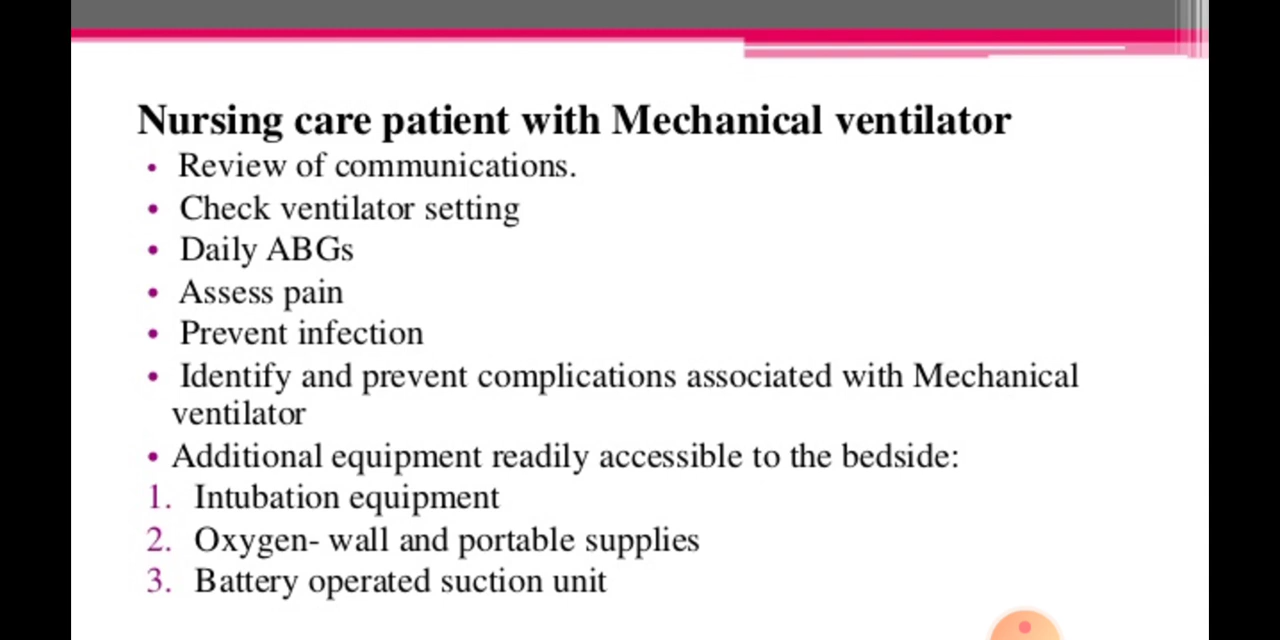 Nursing care patient with Mechanical ventilator
• Review of communications.
• Check ventilator setting
• Daily ABGs
• Assess pain
• Prevent infection
• Identify and prevent complications associated with Mechanical
ventilator
• Additional equipment readily accessible to the bedside:
1. Intubation equipment
2. Oxygen- wall and portable supplies
3. Battery operated suction unit